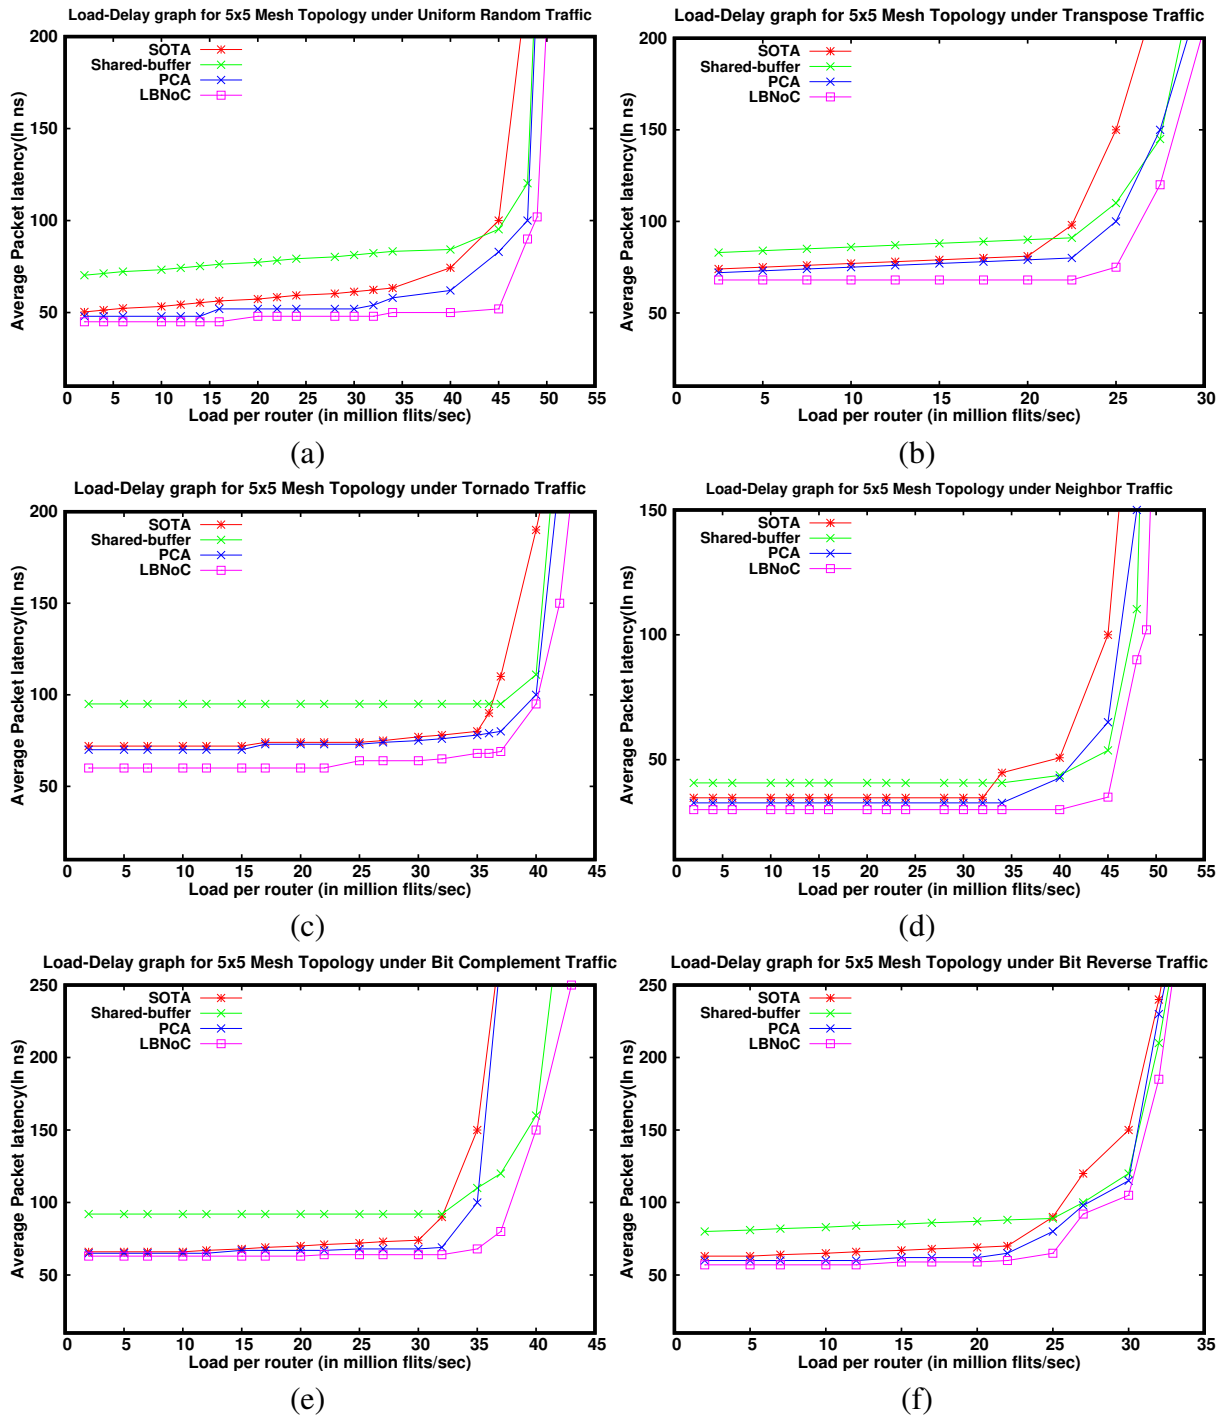 Load-Delay graph for 5x5 Mesh Topology under Uniform Random Traffic
200
150
100
50
Average Packet latency(In ns)
SOTA
Shared-buffer
PCA
LBNoC
0 5 10 15 20 25 30 35 40 45 50 55
Load per router (in million flits/sec)
(a)
Load-Delay graph for 5x5 Mesh Topology under Transpose Traffic
200
150
100
50
Average Packet latency(In ns)
SOTA
Shared-buffer
PCA
LBNoC
5 10 15 20 25 30
Load per router (in million flits/sec)
(b)
Load-Delay graph for 5x5 Mesh Topology under Tornado Traffic
200
150
100
50
Average Packet latency(In ns)
SOTA
Shared-buffer
PCA
LBNoC
0 5 10 15 20 25 30 35 40 45
Load per router (in million flits/sec)
(c)
Load-Delay graph for 5x5 Mesh Topology under Neighbor Traffic
150
100
50
Average Packet latency(In ns)
SOTA
Shared-buffer
PCA
LBNoC
0 5 10 15 20 25 30 35 40 45 50 55
Load per router (in million flits/sec)
(d)
Load-Delay graph for 5x5 Mesh Topology under Bit Complement Traffic
250
200
150
100
50
Average Packet latency(In ns)
SOTA
Shared-buffer
PCA
LBNoC
0 5 10 15 20 25 30 35 40 45
Load per router (in million flits/sec)
(e)
Load-Delay graph for 5x5 Mesh Topology under Bit Reverse Traffic
250
200
150
100
50
Average Packet latency(In ns)
SOTA
Shared-buffer
PCA
LBNoC
0 5 10 15 20 25 30 35
Load per router (in million flits/sec)
(f)